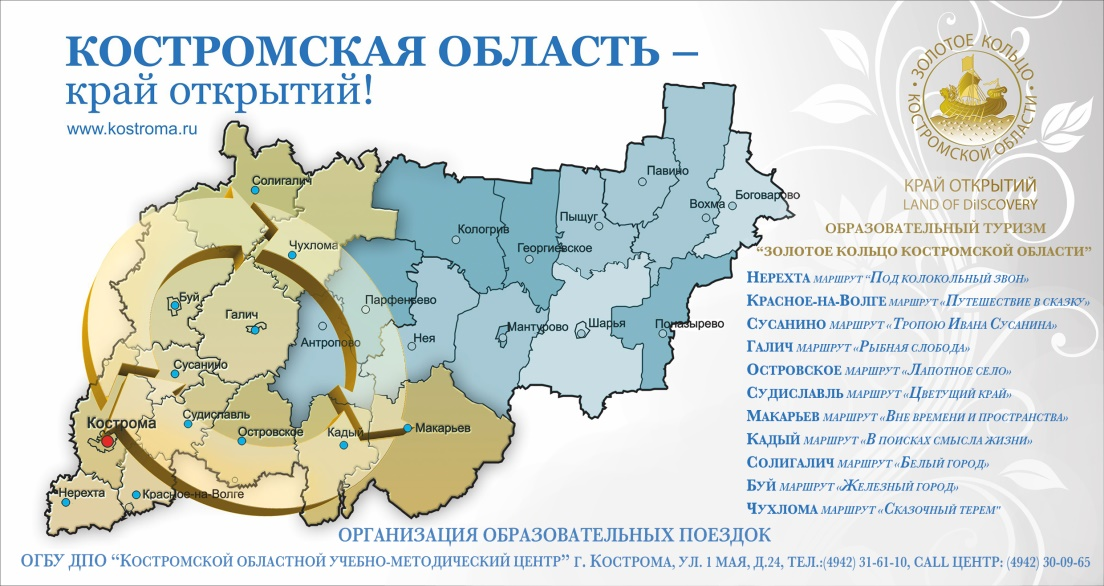 КОСТРОМСКАЯ ОБЛАСТЬ –
край открытий!
www.kostroma.ru
· ЗОЛОТОЕ КОЛЬЦО ·
КОСТРОМСКОЙ ОБЛАСТИ
КРАЙ ОТКРЫТИЙ
LAND OF DiISCOVERY
ОБРАЗОВАТЕЛЬНЫЙ ТУРИЗМ
“ЗОЛОТОЕ КОЛЬЦО КОСТРОМСКОЙ ОБЛАСТИ”
НЕРЕХТА МАРШРУТ “ПОД КОЛОКОЛЬНЫЙ ЗВОН»
КРАСНОЕ-НА-ВОЛГЕ МАРШРУТ «ПУТЕШЕСТВИЕ В СКАЗКУ»
СУСАНИНО МАРШРУТ «ТРОПОЮ ИВАНА СУСАНИНА»
ГАЛИЧ МАРШРУТ «РЫБНАЯ СЛОБОДА»
ОСТРОВСКОЕ МАРШРУТ «ЛАПОТНОЕ СЕЛО»
СУДИСЛАВЛЬ МАРШРУТ «ЦВЕТУЩИЙ КРАЙ»
МАКАРЬЕВ МАРШРУТ «ВНЕ ВРЕМЕНИ И ПРОСТРАНСТВА»
КАДЫЙ МАРШРУТ «В ПОИСКАХ СМЫСЛА ЖИЗНИ»
СОЛИГАЛИЧ МАРШРУТ «БЕЛЫЙ ГОРОД»
БУЙ МАРШРУТ «ЖЕЛЕЗНЫЙ ГОРОД»
ЧУХЛОМА МАРШРУТ «СКАЗОЧНЫЙ ТЕРЕМ”
Солигалич
Чухлома
Буй
Галич
Сусанино
Судиславль
Кострома
Островское
Кадый
Макарьев
Нерехта
Красное-на-Волге
Антропово
Парфеньево
Нея
Кологрив
Георгиевское
Мантурово
Шарья
Пыщуг
Павино
Вохма
Боговарово
Поназырево
ОРГАНИЗАЦИЯ ОБРАЗОВАТЕЛЬНЫХ ПОЕЗДОК
ОГБУ ДПО “КОСТРОМСКОЙ ОБЛАСТНОЙ УЧЕБНО-МЕТОДИЧЕСКИЙ ЦЕНТР” Г. КОСТРОМА, УЛ. 1 МАЯ, Д.24, ТЕЛ.:(4942) 31-61-10, CALL ЦЕНТР: (4942) 30-09-65